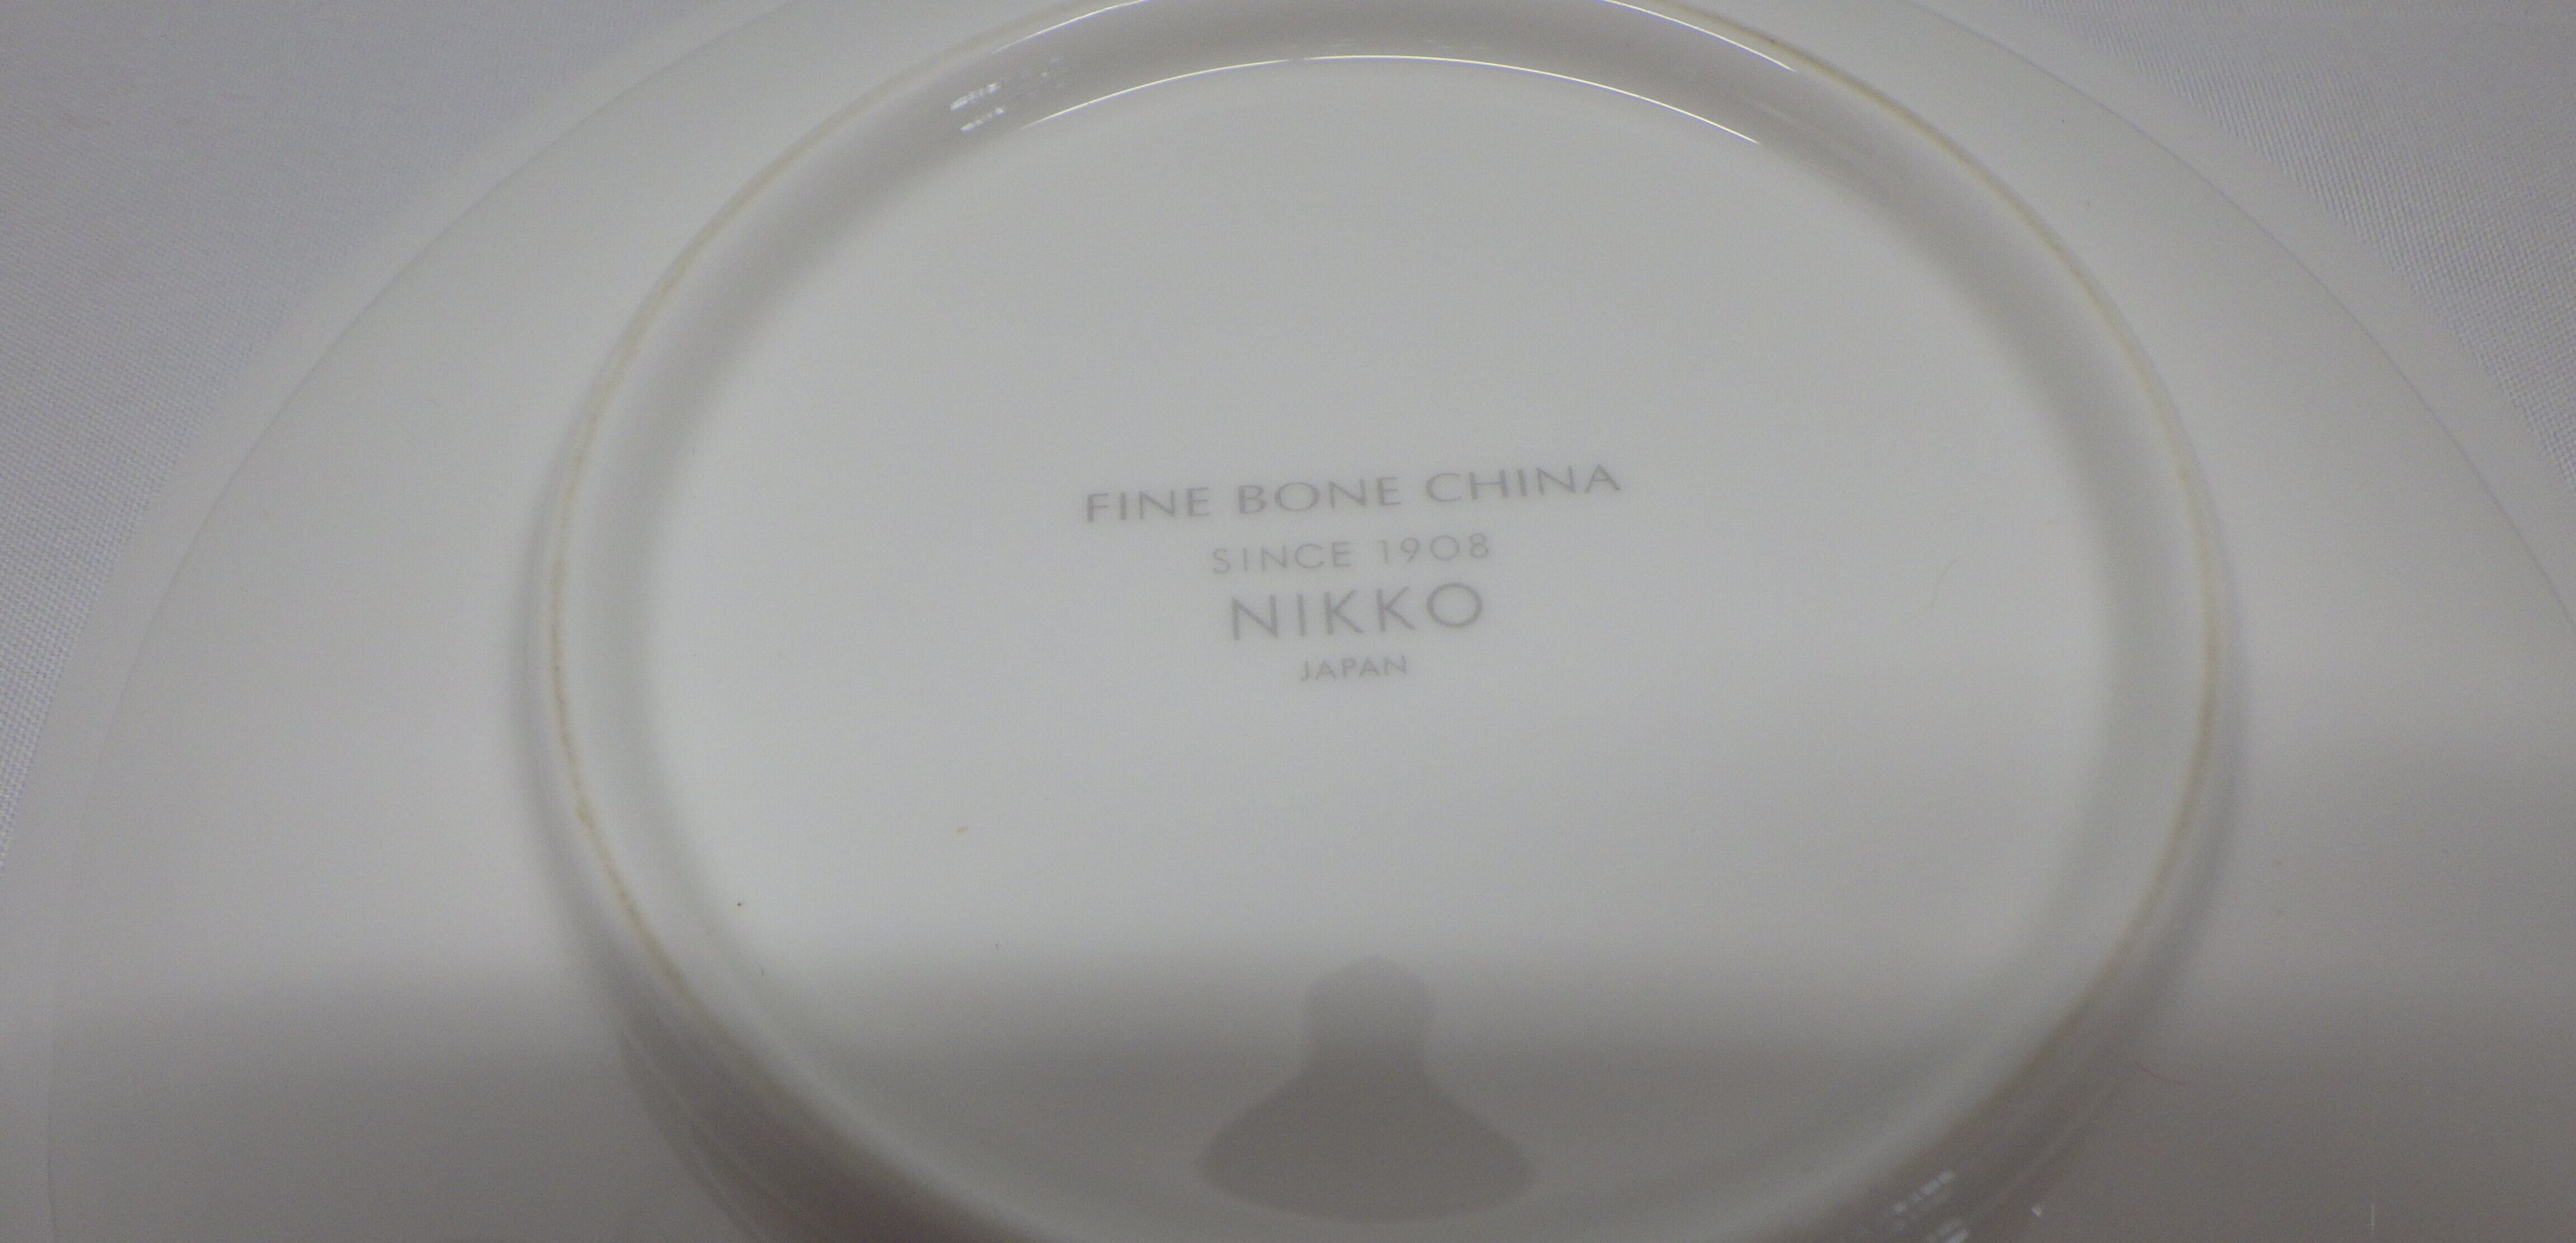 FINE BONE CHINA
SINCE 1908
NIKKO
JAPAN